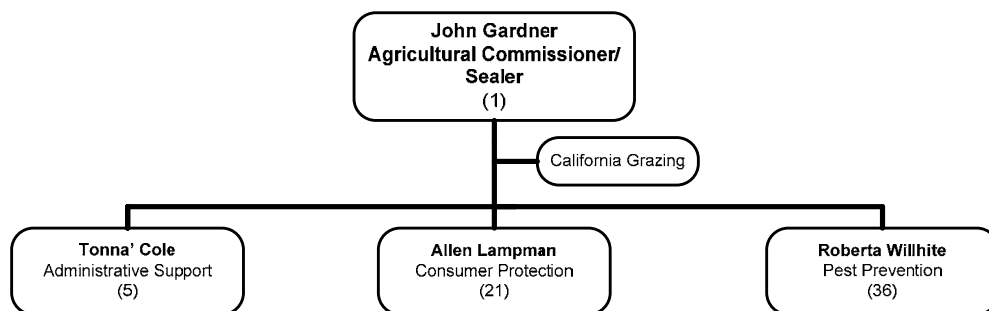 John Gardner
Agricultural Commissioner/
Sealer
(1)
California Grazing
Tonna' Cole
Administrative Support
(5)
Allen Lampman
Consumer Protection
(21)
Roberta Willhite
Pest Prevention
(36)